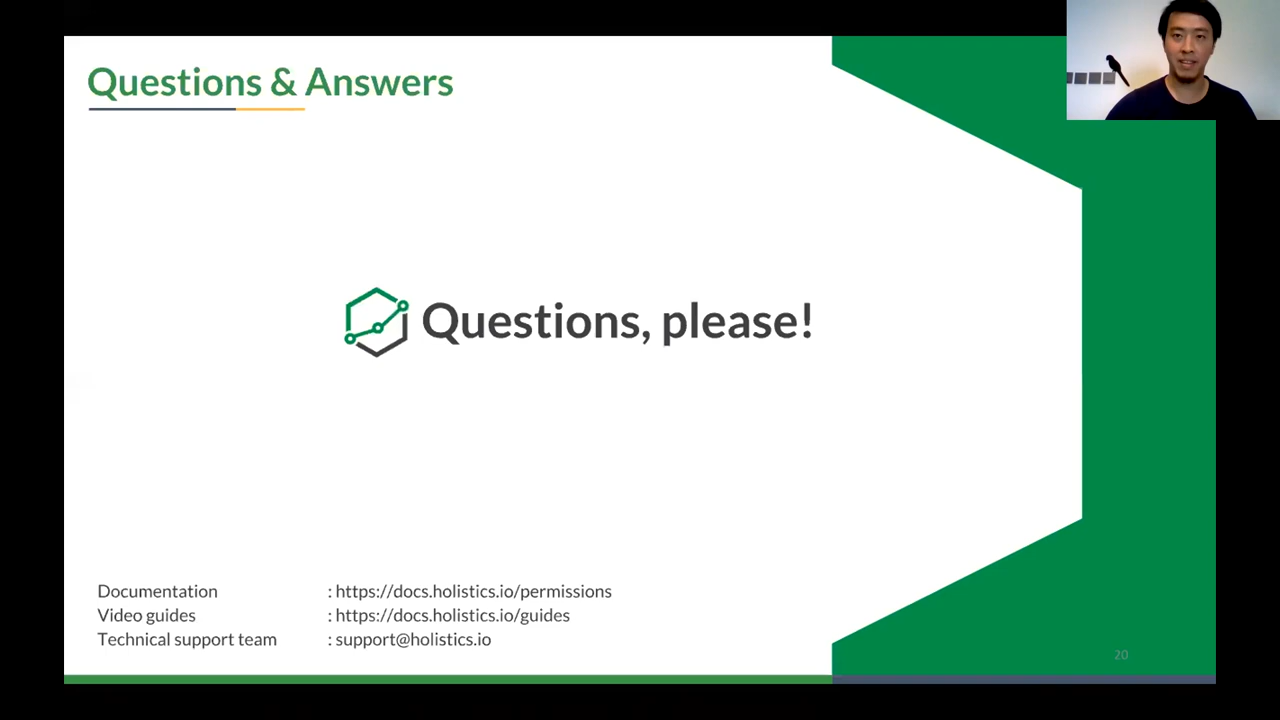 Questions & Answers
Questions, please!
Documentation : https://docs.holistics.io/permissions
Video guides : https://docs.holistics.io/guides
Technical support team : support@holistics.io
20